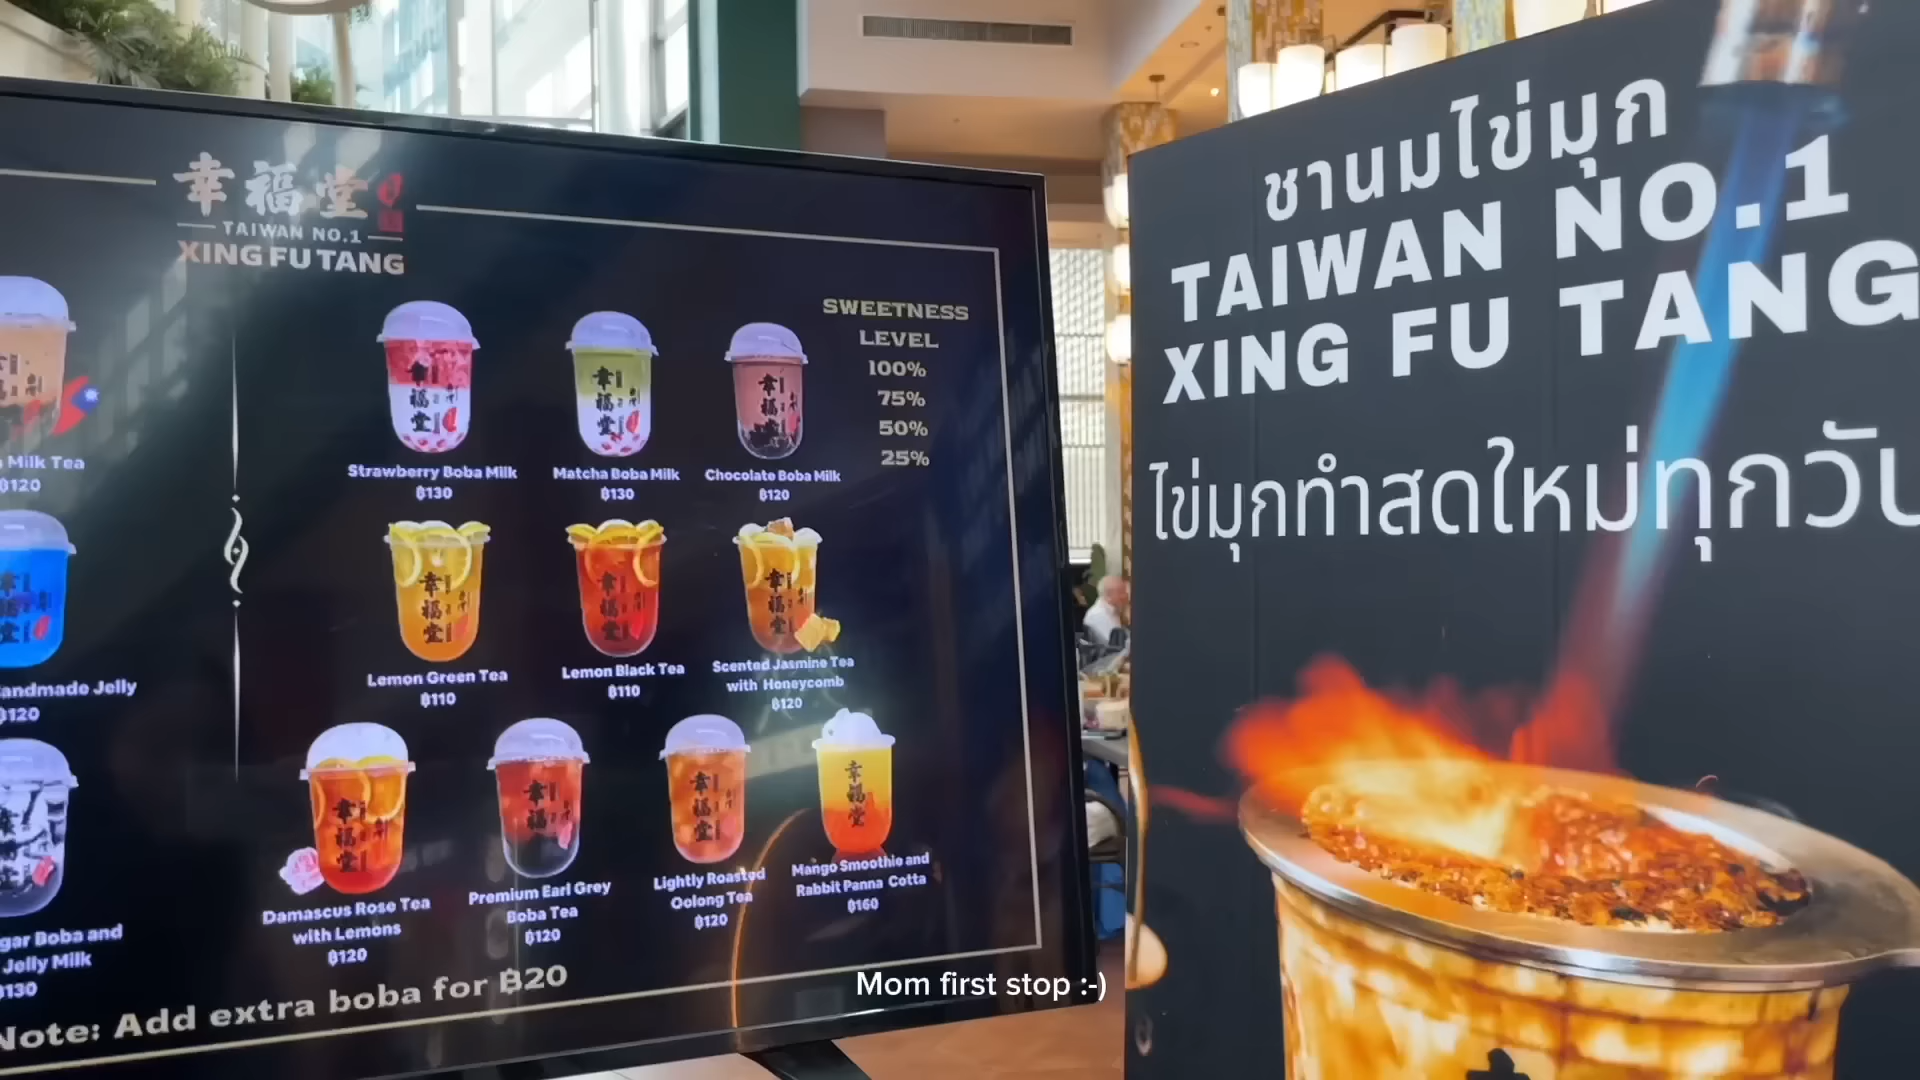 幸福堂
TAIWAN NO.1
XING FU TANG
SWEETNESS
LEVEL
100%
75%
50%
25%
Milk Tea
฿120
Strawberry Boba Milk
฿130
Matcha Boba Milk
฿130
Chocolate Boba Milk
฿120
Jelly
฿120
Lemon Green Tea
฿110
Lemon Black Tea
฿110
Scented Jasmine Tea
with Honeycomb
฿120
Boba and
Jelly Milk
฿130
Damascus Rose Tea
with Lemons
฿120
Premium Earl Grey
Boba Tea
฿120
Lightly Roasted
Oolong Tea
฿120
Mango Smoothie and
Rabbit Panna Cotta
฿160
Note: Add extra boba for ฿20
ชานมไข่มุก
TAIWAN NO.1
XING FU TANG
ไข่มุกทำสดใหม่ทุกวัน
Mom first stop :-)